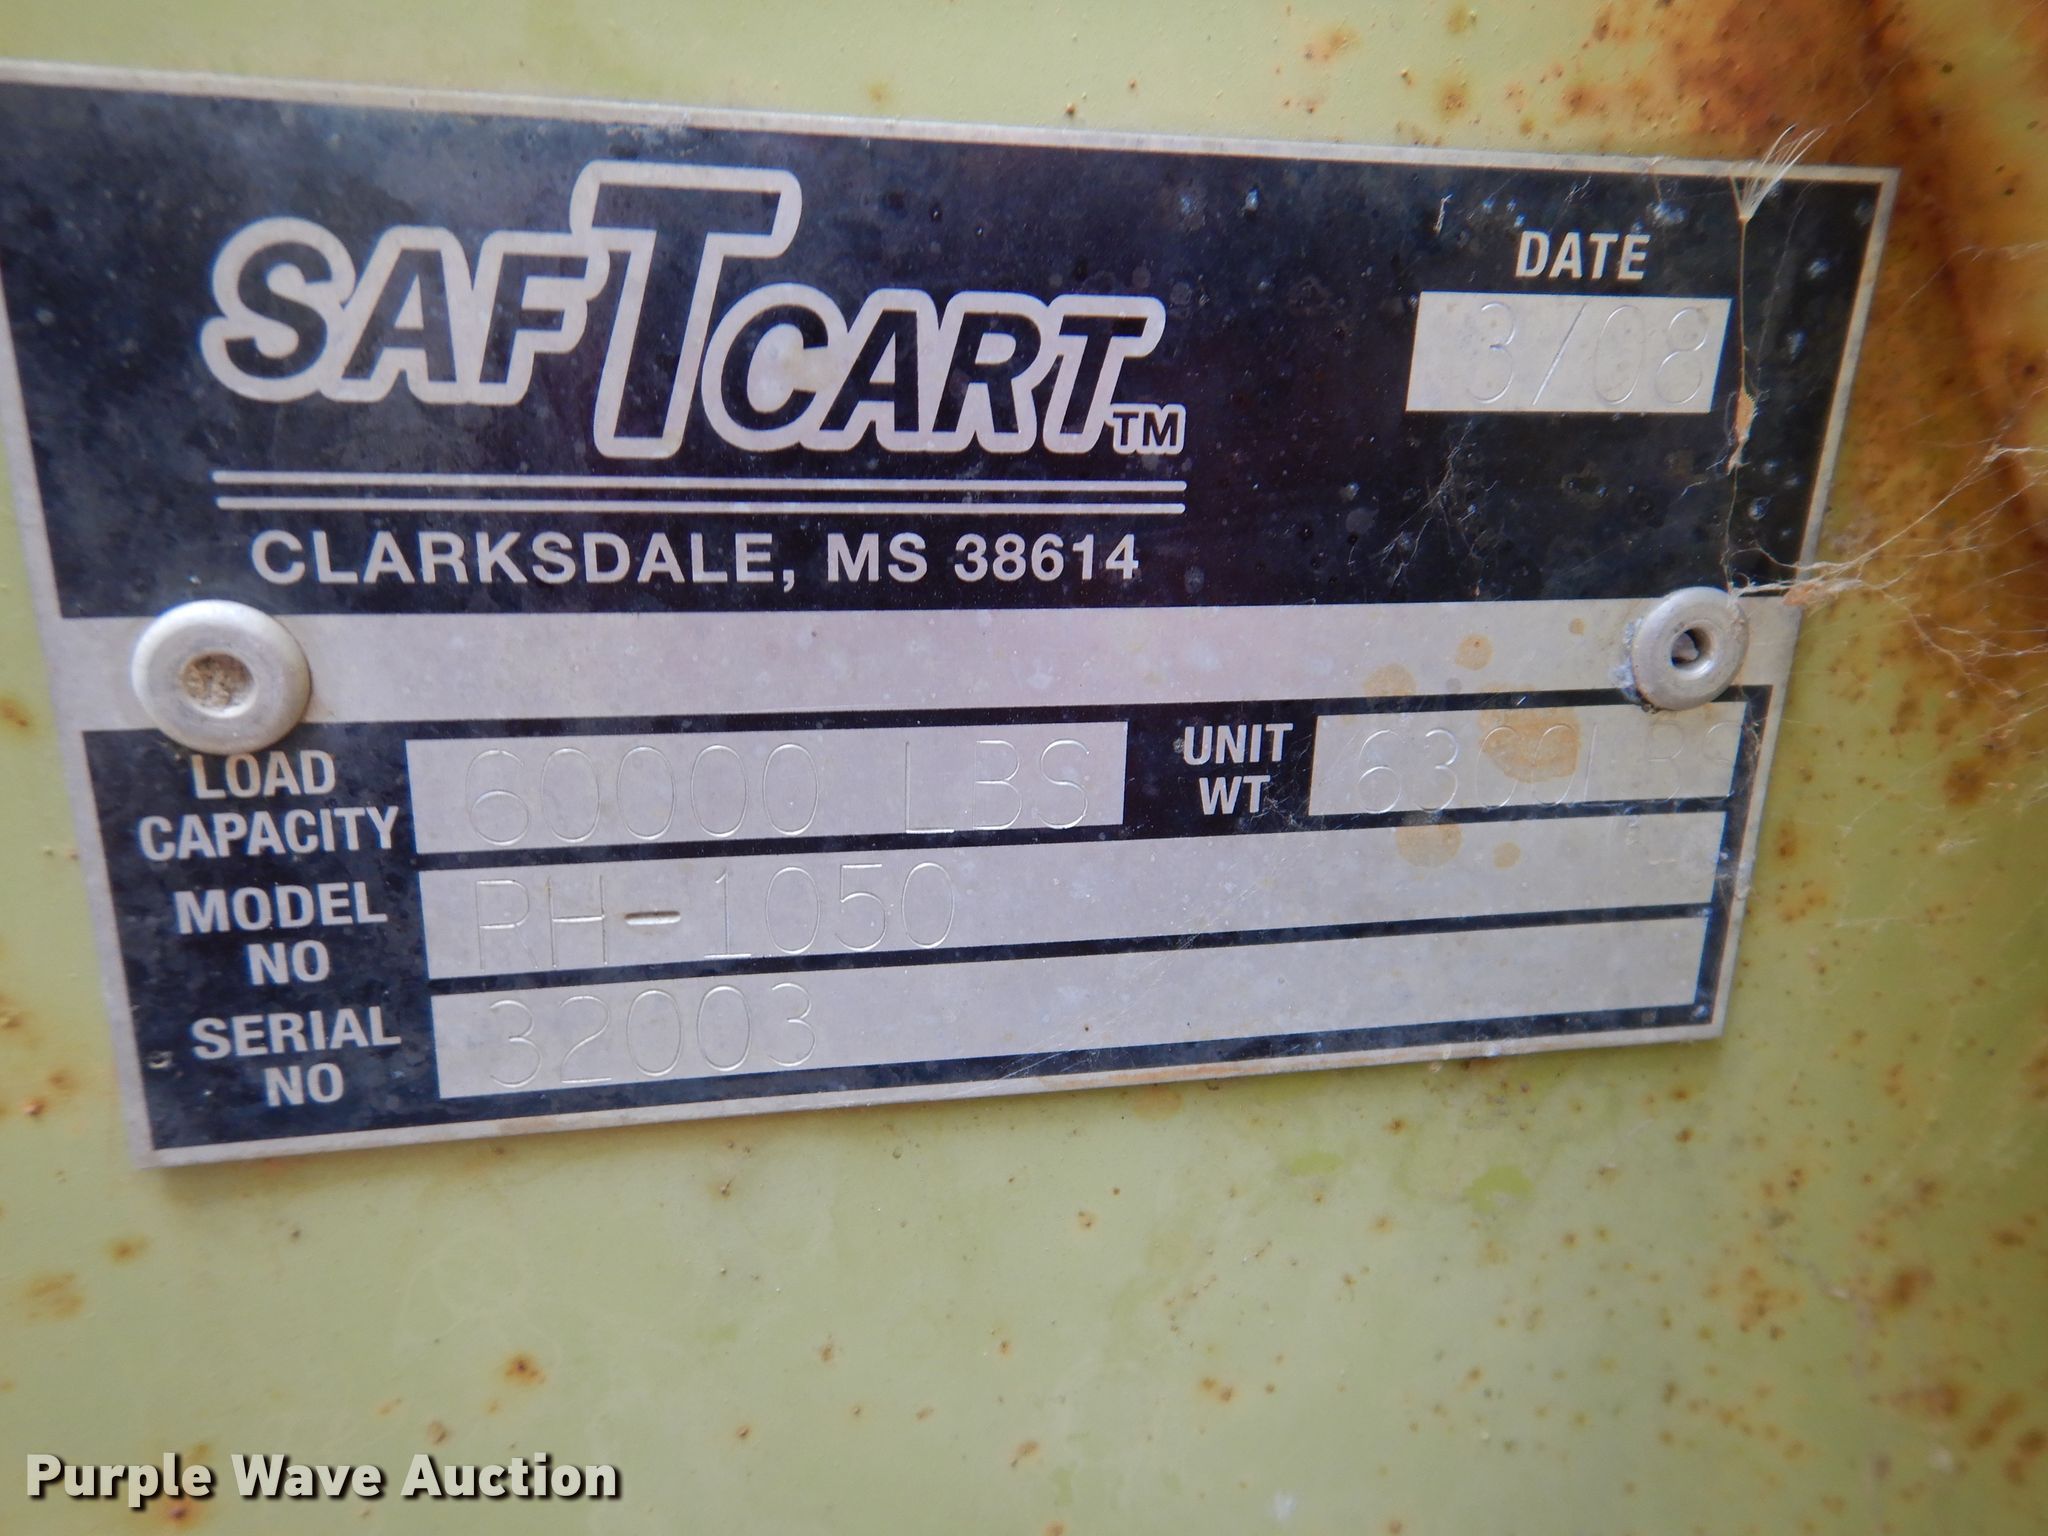 SAFTCART™
DATE
3/08
CLARKSDALE, MS 38614
LOAD CAPACITY 60000 LBS
UNIT WT 6300LBS
MODEL NO RH-1050
SERIAL NO 32003
Purple Wave Auction